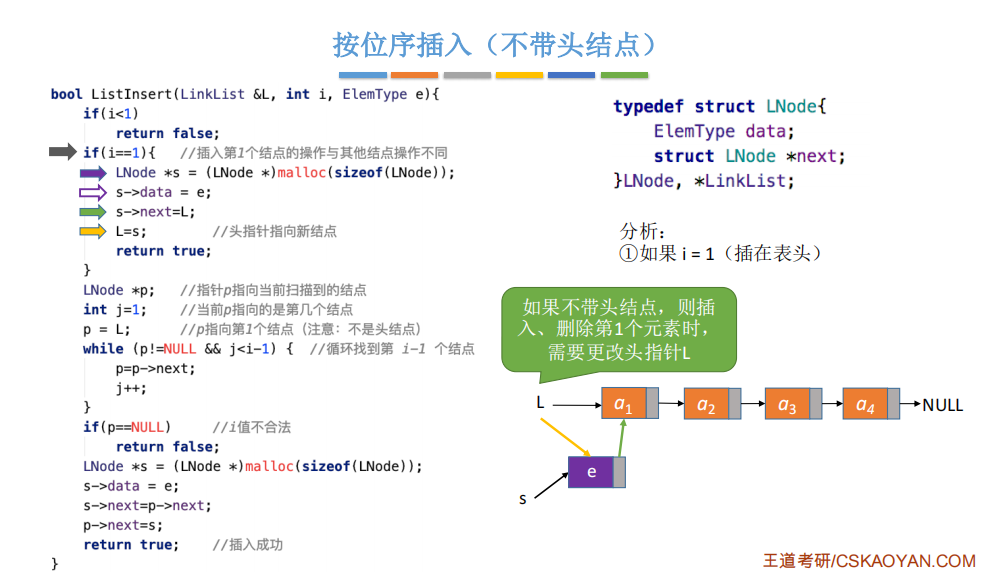 按位序插入（不带头结点）
bool ListInsert(LinkList &L, int i, ElemType e){
if(i<1)
return false;
if(i==1){ //插入第1个结点的操作与其他结点操作不同
LNode *s = (LNode *)malloc(sizeof(LNode));
s->data = e;
s->next=L;
L=s; //头指针指向新结点
return true;
}
LNode *p; //指针p指向当前扫描到的结点
int j=1; //当前p指向的是第几个结点
p = L; //p指向第1个结点（注意：不是头结点）
while (p!=NULL && j<i-1) { //循环找到第 i-1 个结点
p=p->next;
j++;
}
if(p==NULL) //i值不合法
return false;
LNode *s = (LNode *)malloc(sizeof(LNode));
s->data = e;
s->next=p->next;
p->next=s;
return true; //插入成功
}
typedef struct LNode{
ElemType data;
struct LNode *next;
}LNode, *LinkList;
分析：
①如果 i = 1（插在表头）
如果不带头结点，则插
入、删除第1个元素时，
需要更改头指针L
L a1 a2 a3 a4 NULL
e
s
王道考研/CSKAOYAN.COM